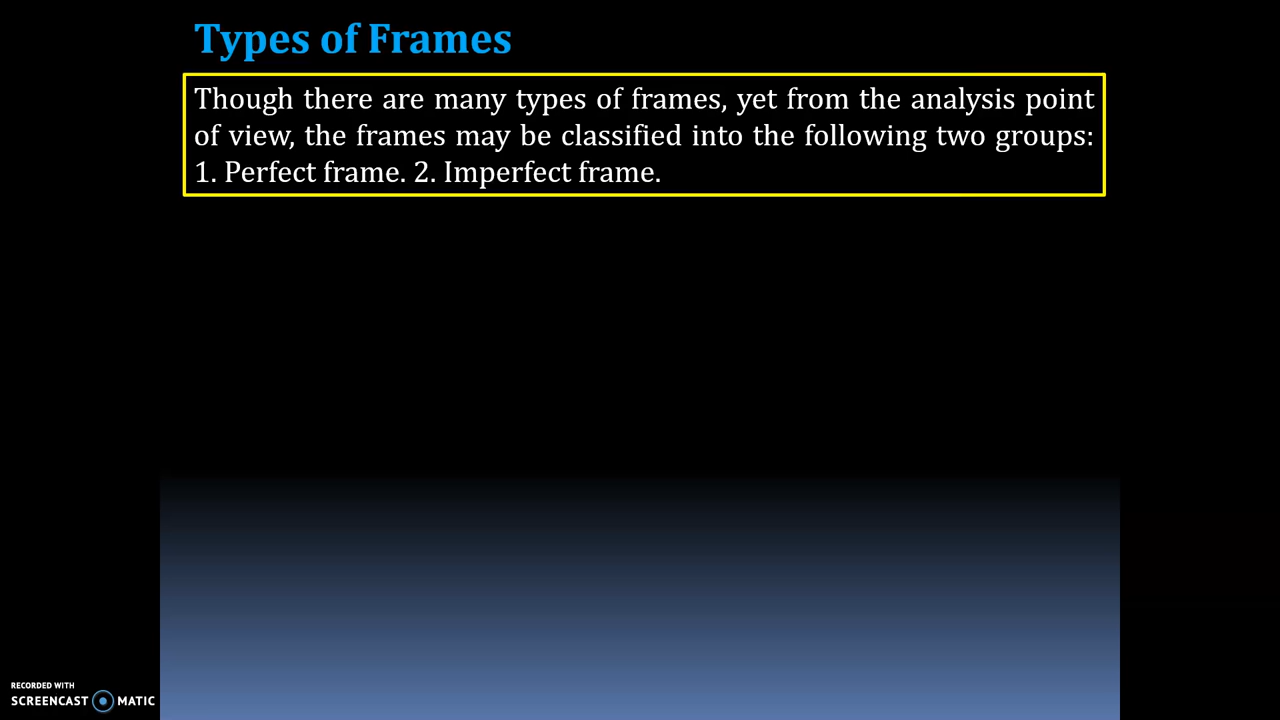 Types of Frames
Though there are many types of frames, yet from the analysis point
of view, the frames may be classified into the following two groups:
1. Perfect frame. 2. Imperfect frame.
RECORDED WITH
SCREENCAST MATIC